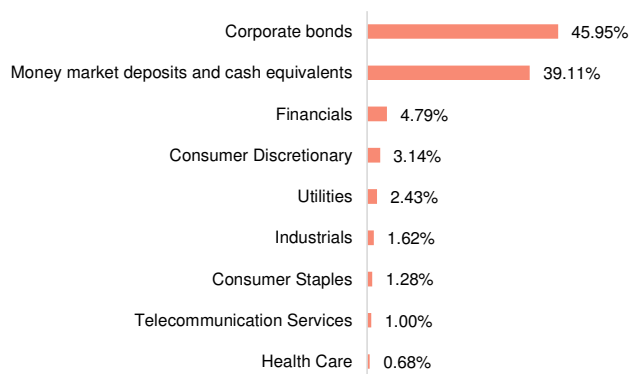 Corporate bonds 45.95%
Money market deposits and cash equivalents 39.11%
Financials 4.79%
Consumer Discretionary 3.14%
Utilities 2.43%
Industrials 1.62%
Consumer Staples 1.28%
Telecommunication Services 1.00%
Health Care 0.68%